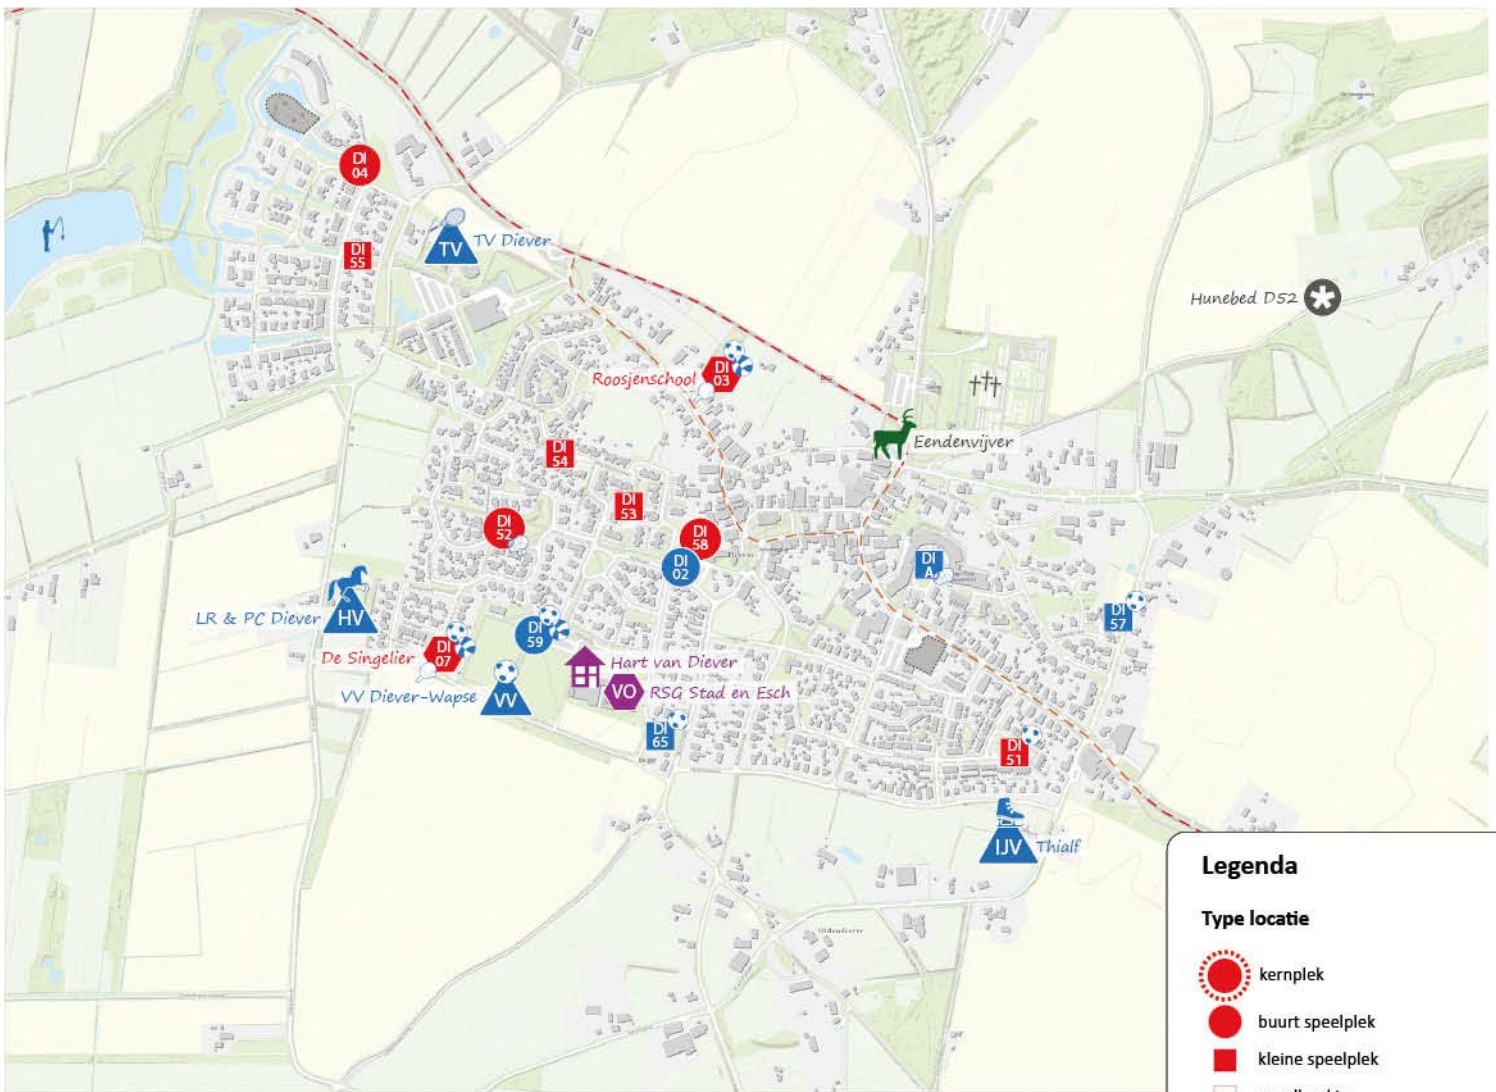 DI
04
DI
55
TV
TV Diever
Hunebed D52
DI
03
Roosjenschool
Eendenvijver
DI
54
DI
53
DI
52
DI
58
DI
02
DI
A
DI
57
HV
LR & PC Diever
DI
59
DI
07
De Singelier
Hart van Diever
VO
RSG Stad en Esch
VV
VV Diever-Wapse
DI
65
DI
51
IJV
Thialf
Oldendiever
Legenda
Type locatie
kernplek
buurt speelplek
kleine speelplek